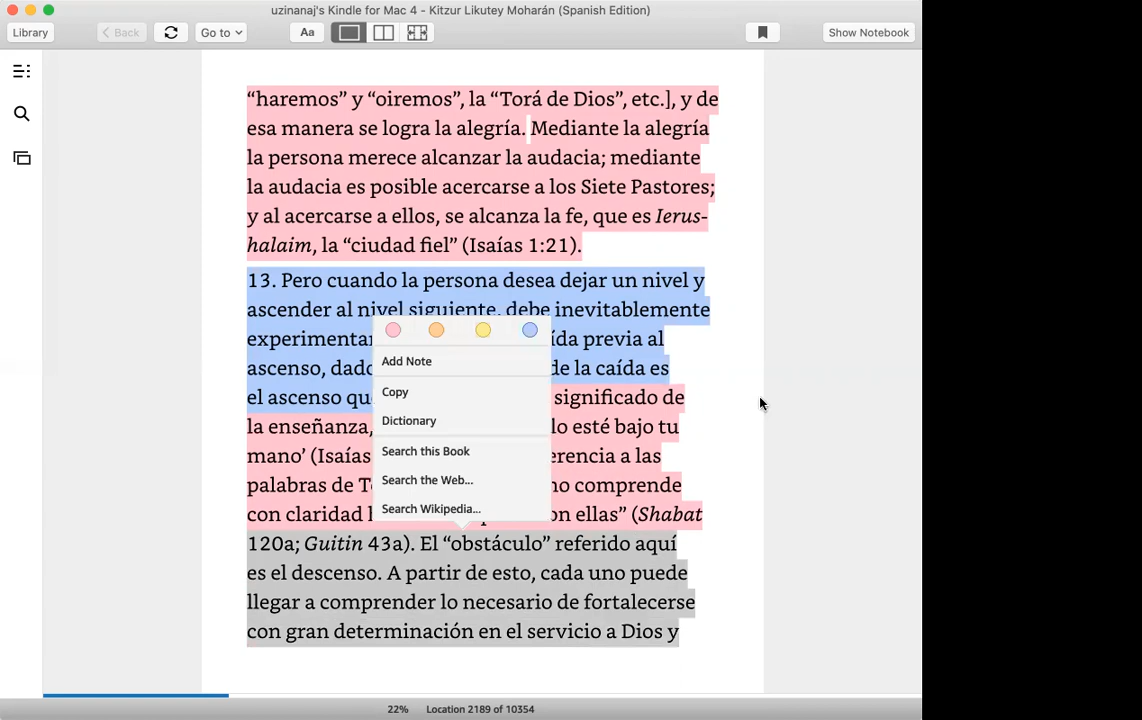 uzinanaj's Kindle for Mac 4 - Kitzur Likutey Moharán (Spanish Edition)
Library
Back
Go to
Aa
Show Notebook
“haremos” y “oiremos”, la “Torá de Dios”, etc.], y de
esa manera se logra la alegría. Mediante la alegría
la persona merece alcanzar la audacia; mediante
la audacia es posible acercarse a los Siete Pastores;
y al acercarse a ellos, se alcanza la fe, que es Ierus-
halaim, la “ciudad fiel” (Isaías 1:21).
13. Pero cuando la persona desea dejar un nivel y
ascender al nivel siguiente, debe inevitablemente
experimentar ída previa al
ascenso, dado de la caída es
el ascenso significado de
la enseñanza, lo esté bajo tu
mano’ (Isaías erencia a las
palabras de no comprende
con claridad on ellas” (Shabat
120a; Guitin 43a). El “obstáculo” referido aquí
es el descenso. A partir de esto, cada uno puede
llegar a comprender lo necesario de fortalecerse
con gran determinación en el servicio a Dios y
Add Note
Copy
Dictionary
Search this Book
Search the Web...
Search Wikipedia...
22% Location 2189 of 10354